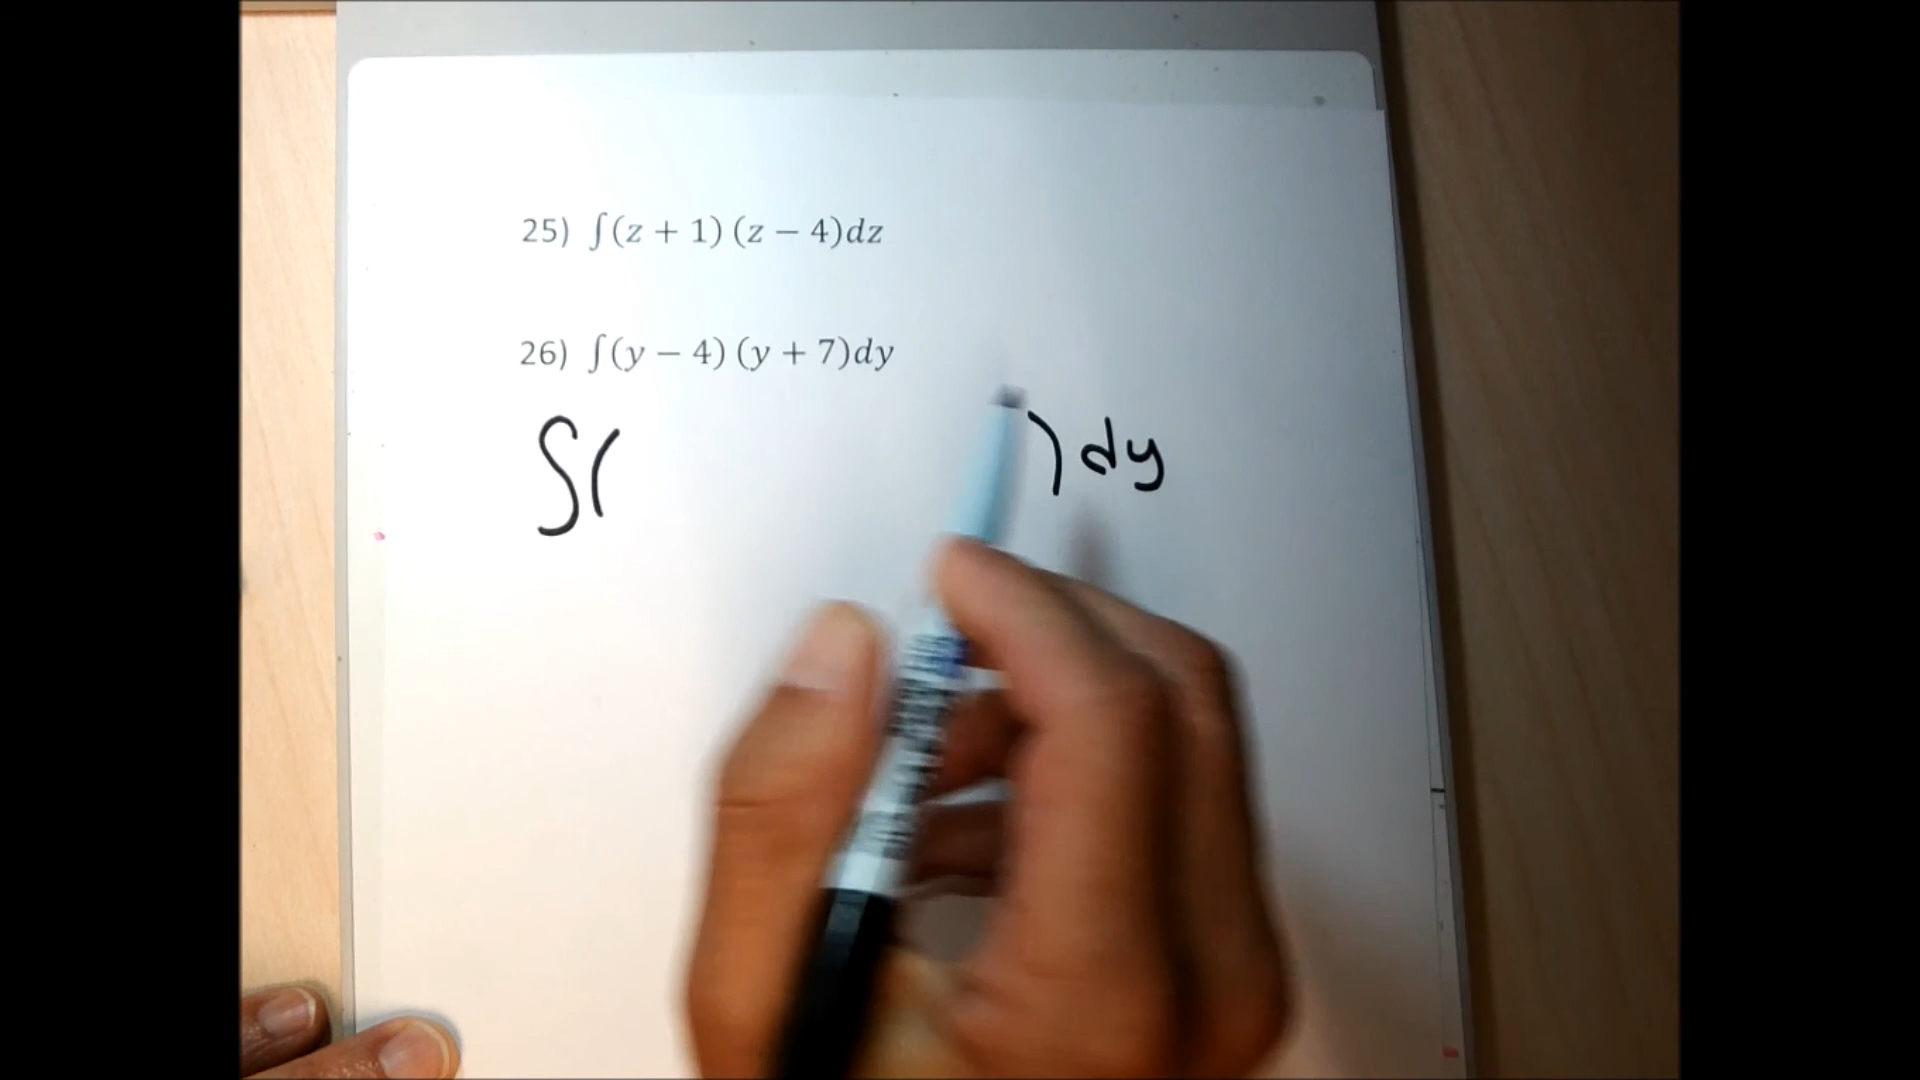 25) ∫(z + 1) (z − 4)dz
26) ∫(y − 4) (y + 7)dy
∫( ) dy